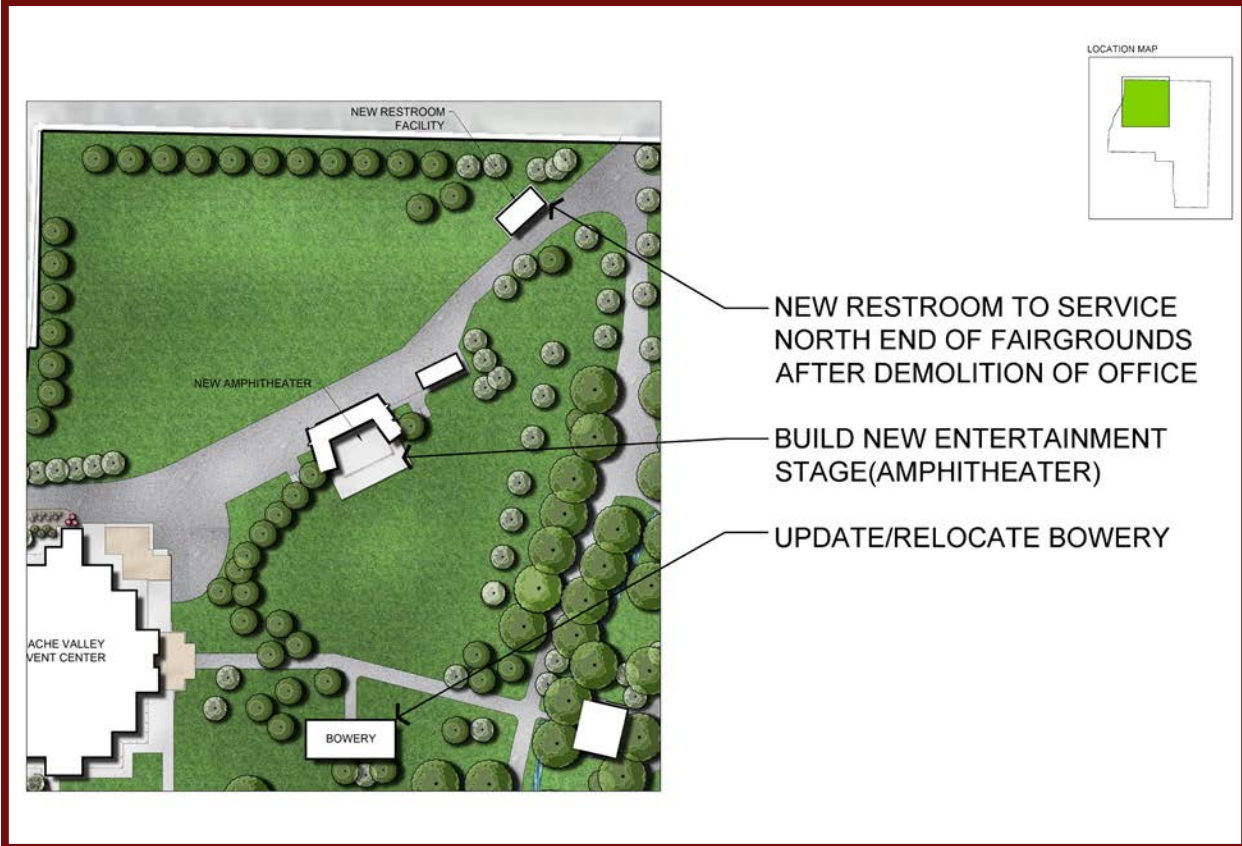 LOCATION MAP
NEW RESTROOM
FACILITY
NEW RESTROOM TO SERVICE
NORTH END OF FAIRGROUNDS
AFTER DEMOLITION OF OFFICE
NEW AMPHITHEATER
BUILD NEW ENTERTAINMENT
STAGE(AMPHITHEATER)
UPDATE/RELOCATE BOWERY
ACHE VALLEY
VENT CENTER
BOWERY